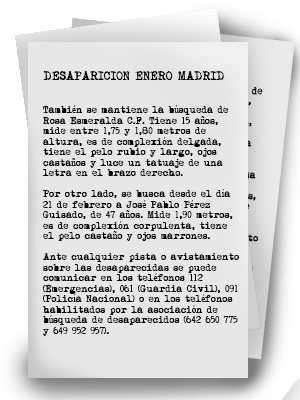 DESAPARICION ENERO MADRID
También se mantiene la búsqueda de
Rosa Esmeralda C.P. Tiene 15 años,
mide entre 1,75 y 1,80 metros de
altura, es de complexión delgada,
tiene el pelo rubio y largo, ojos
castaños y luce un tatuaje de una
letra en el brazo derecho.
Por otro lado, se busca desde el día
21 de febrero a José Pablo Pérez
Guisado, de 47 años. Mide 1,90 metros,
es de complexión corpulenta, tiene
el pelo castaño y ojos marrones.
Ante cualquier pista o avistamiento
sobre las desaparecidas se puede
comunicar en los teléfonos 112
(Emergencias), 061 (Guardia Civil), 091
(Policía Nacional) o en los teléfonos
habilitados por la asociación de
búsqueda de desaparecidos (642 650 775
y 649 952 957).
de